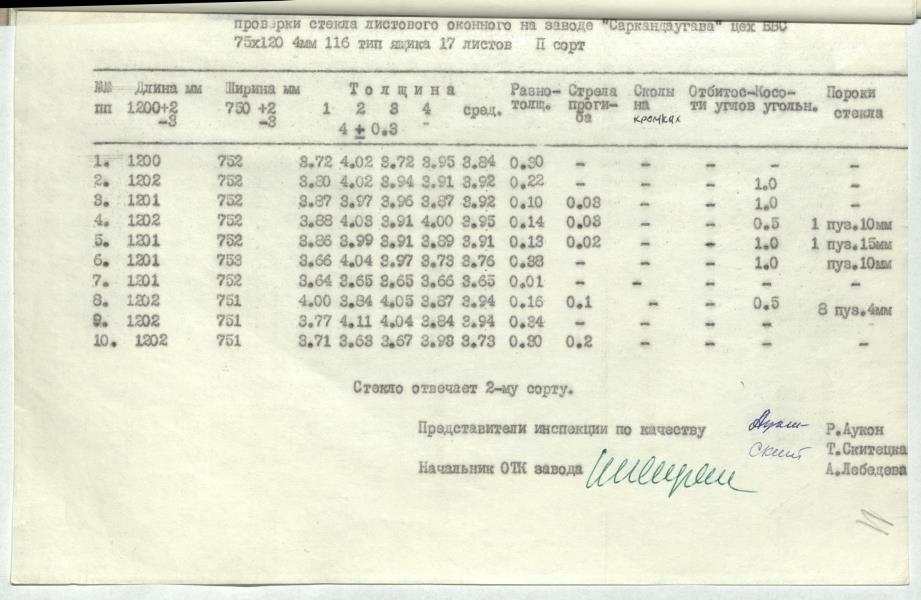 проверки стекла листового оконного на заводе "Саркандаугава" цех ВВС
75х120 4мм 116 тип ящика 17 листов II сорт
№№ Длина мм Ширина мм Толщина Разно- Стрела Сколы Отбитос- Косо- Пороки
пп 1200+2 750 +2 1 2 3 4 сред. толщ. проги- на ти углов угольн. стекла
-3 -3 ба кромках
4 ± 0.3
1. 1200 752 3.72 4.02 3.72 3.95 3.84 0.30 - - - - -
2. 1202 752 3.80 4.02 3.94 3.91 3.92 0.22 - - - 1.0 -
3. 1201 752 3.87 3.97 3.96 3.87 3.92 0.10 0.03 - - 1.0 -
4. 1202 752 3.88 4.03 3.91 4.00 3.95 0.14 0.03 - - 0.5 1 пуз.10мм
5. 1201 752 3.86 3.99 3.91 3.89 3.91 0.13 0.02 - - 1.0 1 пуз.15мм
6. 1201 753 3.66 4.04 3.97 3.73 3.76 0.38 - - - 1.0 пуз.10мм
7. 1201 752 3.64 3.65 3.65 3.66 3.65 0.01 - - - - -
8. 1202 751 4.00 3.84 4.05 3.87 3.94 0.16 0.1 - - 0.5 8 пуз.4мм
9. 1202 751 3.77 4.11 4.04 3.84 3.94 0.34 - - - - -
10. 1202 751 3.71 3.63 3.67 3.93 3.73 0.30 0.2 - - - -
Стекло отвечает 2-му сорту.
Представители инспекции по качеству Р.Аукон
Т.Скитецка
Начальник ОТК завода А.Лебедева